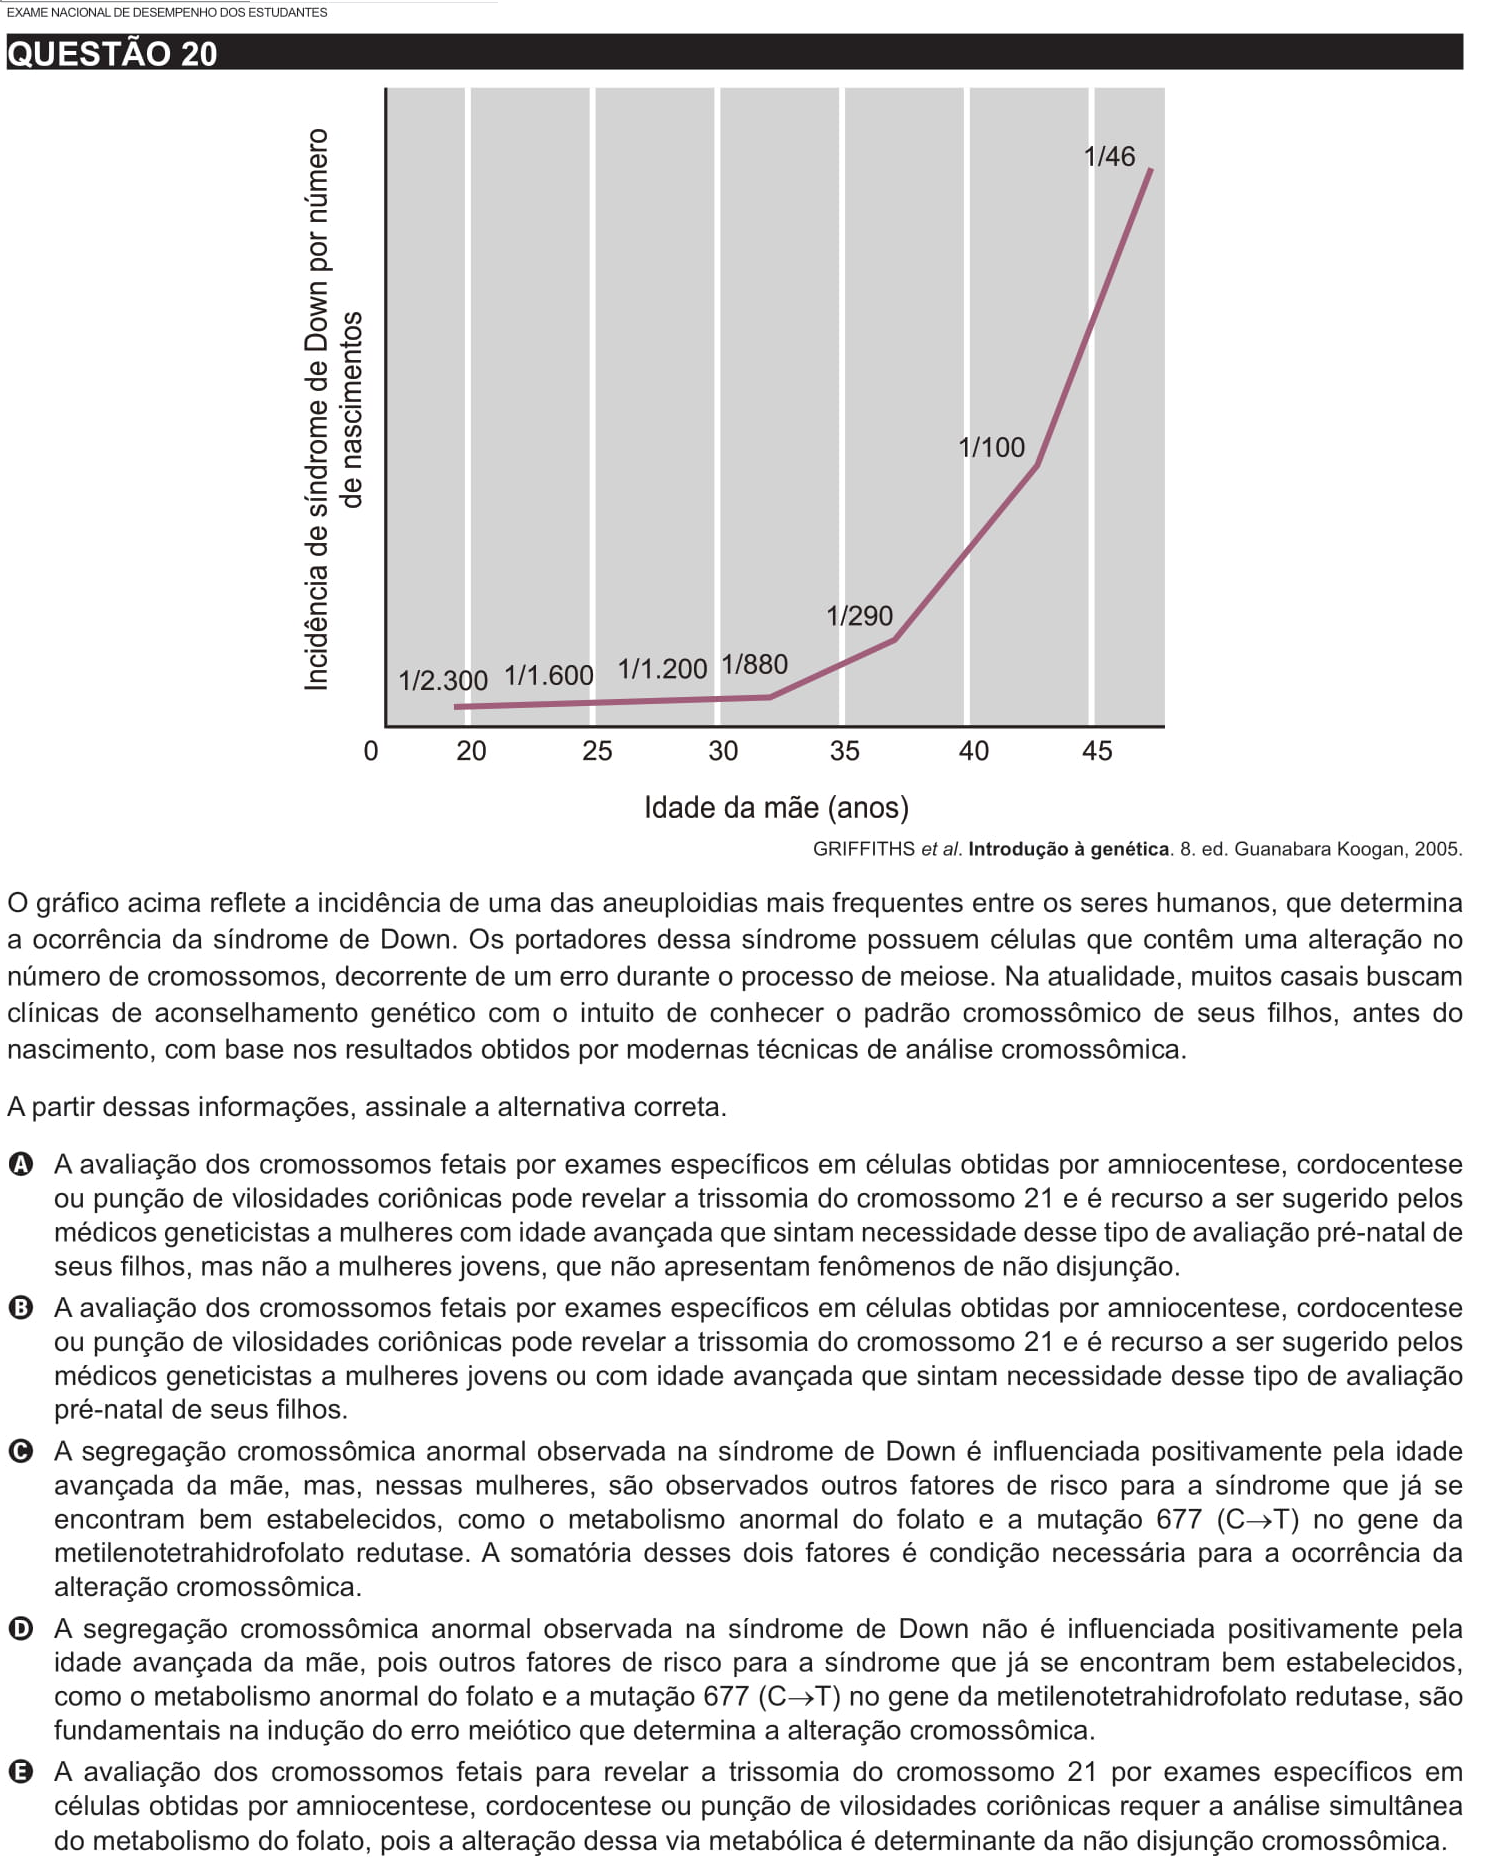 EXAME NACIONAL DE DESEMPENHO DOS ESTUDANTES
QUESTÃO 20
Incidência de síndrome de Down por número
de nascimentos
1/2.300
1/1.600
1/1.200
1/880
1/290
1/100
1/46
0 20 25 30 35 40 45
Idade da mãe (anos)
GRIFFITHS et al. Introdução à genética. 8. ed. Guanabara Koogan, 2005.
O gráfico acima reflete a incidência de uma das aneuploidias mais frequentes entre os seres humanos, que determina
a ocorrência da síndrome de Down. Os portadores dessa síndrome possuem células que contêm uma alteração no
número de cromossomos, decorrente de um erro durante o processo de meiose. Na atualidade, muitos casais buscam
clínicas de aconselhamento genético com o intuito de conhecer o padrão cromossômico de seus filhos, antes do
nascimento, com base nos resultados obtidos por modernas técnicas de análise cromossômica.
A partir dessas informações, assinale a alternativa correta.
A A avaliação dos cromossomos fetais por exames específicos em células obtidas por amniocentese, cordocentese
ou punção de vilosidades coriônicas pode revelar a trissomia do cromossomo 21 e é recurso a ser sugerido pelos
médicos geneticistas a mulheres com idade avançada que sintam necessidade desse tipo de avaliação pré-natal de
seus filhos, mas não a mulheres jovens, que não apresentam fenômenos de não disjunção.
B A avaliação dos cromossomos fetais por exames específicos em células obtidas por amniocentese, cordocentese
ou punção de vilosidades coriônicas pode revelar a trissomia do cromossomo 21 e é recurso a ser sugerido pelos
médicos geneticistas a mulheres jovens ou com idade avançada que sintam necessidade desse tipo de avaliação
pré-natal de seus filhos.
C A segregação cromossômica anormal observada na síndrome de Down é influenciada positivamente pela idade
avançada da mãe, mas, nessas mulheres, são observados outros fatores de risco para a síndrome que já se
encontram bem estabelecidos, como o metabolismo anormal do folato e a mutação 677 (C→T) no gene da
metilenotetrahidrofolato redutase. A somatória desses dois fatores é condição necessária para a ocorrência da
alteração cromossômica.
D A segregação cromossômica anormal observada na síndrome de Down não é influenciada positivamente pela
idade avançada da mãe, pois outros fatores de risco para a síndrome que já se encontram bem estabelecidos,
como o metabolismo anormal do folato e a mutação 677 (C→T) no gene da metilenotetrahidrofolato redutase, são
fundamentais na indução do erro meiótico que determina a alteração cromossômica.
E A avaliação dos cromossomos fetais para revelar a trissomia do cromossomo 21 por exames específicos em
células obtidas por amniocentese, cordocentese ou punção de vilosidades coriônicas requer a análise simultânea
do metabolismo do folato, pois a alteração dessa via metabólica é determinante da não disjunção cromossômica.